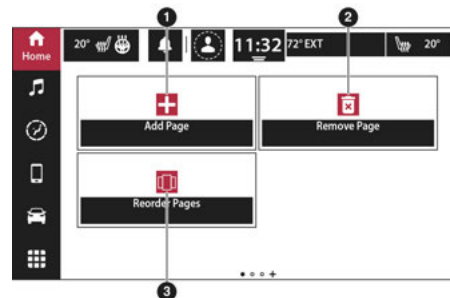 1
2
Home
20°
11:32
72° EXT
20°
Add Page
Remove Page
Reorder Pages
3